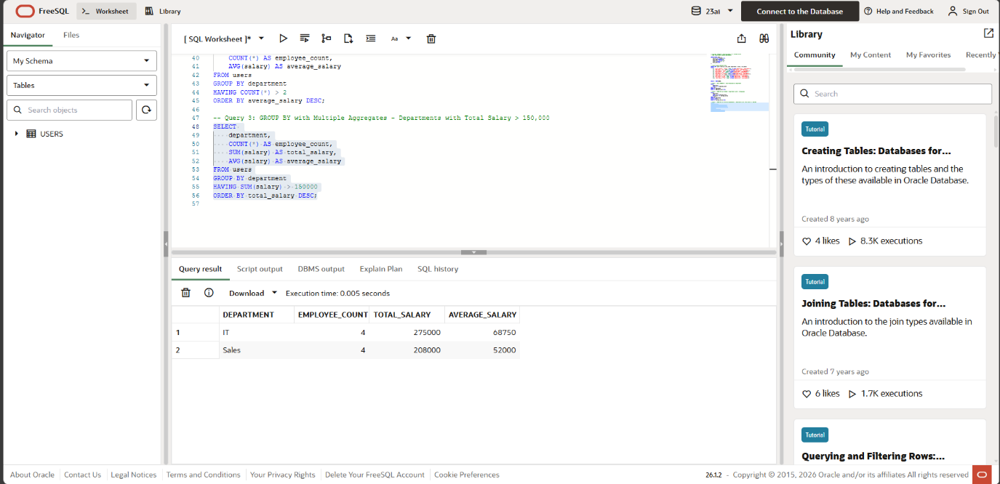 FreeSQL
Worksheet
Library
23ai
Connect to the Database
Help and Feedback
Sign Out
Navigator
Files
My Schema
Tables
Search objects
USERS
[ SQL Worksheet ]*
Aa
40 COUNT(*) AS employee_count,
41 AVG(salary) AS average_salary
42 FROM users
43 GROUP BY department
44 HAVING COUNT(*) > 2
45 ORDER BY average_salary DESC;
46
47 -- Query 3: GROUP BY with Multiple Aggregates - Departments with Total Salary > 150,000
48 SELECT
49 department,
50 COUNT(*) AS employee_count,
51 SUM(salary) AS total_salary,
52 AVG(salary) AS average_salary
53 FROM users
54 GROUP BY department
55 HAVING SUM(salary) > 150000
56 ORDER BY total_salary DESC;
57
Query result
Script output
DBMS output
Explain Plan
SQL history
Download
Execution time: 0.005 seconds
DEPARTMENT EMPLOYEE_COUNT TOTAL_SALARY AVERAGE_SALARY
1 IT 4 275000 68750
2 Sales 4 208000 52000
Library
Community
My Content
My Favorites
Recently
Search
Tutorial
Creating Tables: Databases for...
An introduction to creating tables and the
types of these available in Oracle Database.
Created 8 years ago
4 likes 8.3K executions
Tutorial
Joining Tables: Databases for...
An introduction to the join types available in
Oracle Database.
Created 7 years ago
6 likes 1.7K executions
Tutorial
Querying and Filtering Rows:...
About Oracle
Contact Us
Legal Notices
Terms and Conditions
Your Privacy Rights
Delete Your FreeSQL Account
Cookie Preferences
26.1.2 - Copyright © 2015, 2026 Oracle and/or its affiliates All rights reserved